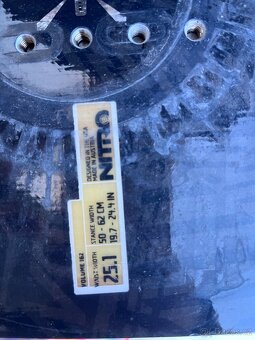 NITRO
DESIGNED IN THE USA
MADE IN AUSTRIA
STANCE WIDTH
50 - 62 CM
19.7 - 24.4 IN
VOLUME 162
WAIST WIDTH
25.1